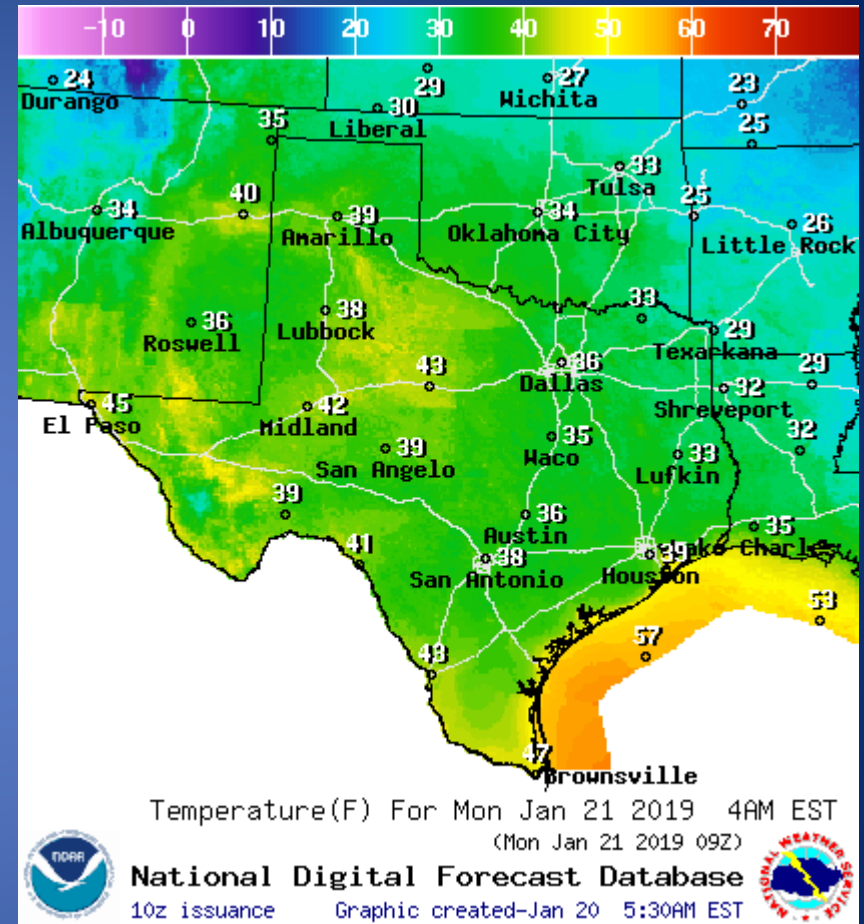 -10 0 10 20 30 40 50 60 70
24
Durango
29
27
Wichita
23
30
Liberal
35
25
33
Tulsa
34
Albuquerque
40
39
Amarillo
34
Oklahoma City
25
26
Little Rock
36
Roswell
38
Lubbock
33
29
Texarkana
36
Dallas
43
29
32
Shreveport
45
El Paso
42
Midland
39
San Angelo
35
Waco
33
Lufkin
32
39
36
Austin
35
Lake Charles
41
38
San Antonio
39
Houston
43
57
53
47
Brownsville
Temperature(F) For Mon Jan 21 2019 4AM EST
(Mon Jan 21 2019 09Z)
NOAA
NATIONAL WEATHER SERVICE
National Digital Forecast Database
10z issuance Graphic created-Jan 20 5:30AM EST